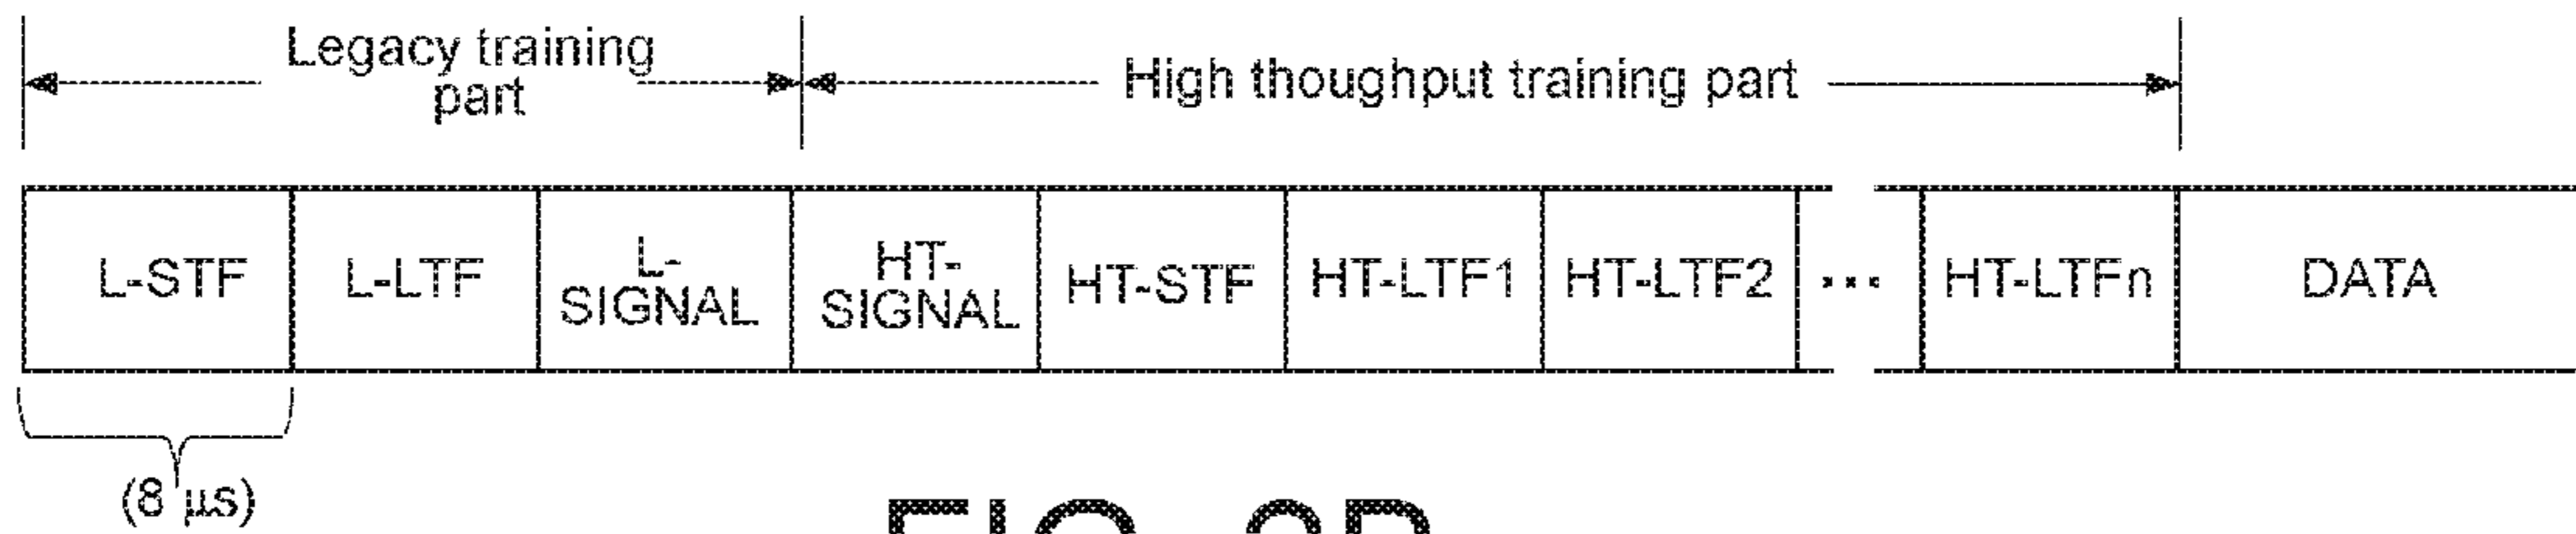 Legacy training
part
High thoughput training part
L-STF
L-LTF
L-
SIGNAL
HT-
SIGNAL
HT-STF
HT-LTF1
HT-LTF2
...
HT-LTFn
DATA
(8 μs)